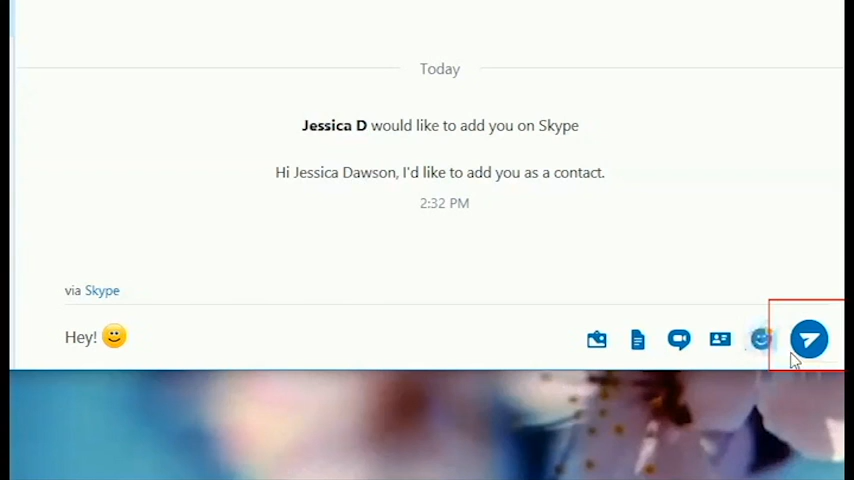 Today
Jessica D would like to add you on Skype
Hi Jessica Dawson, I'd like to add you as a contact.
2:32 PM
via Skype
Hey!